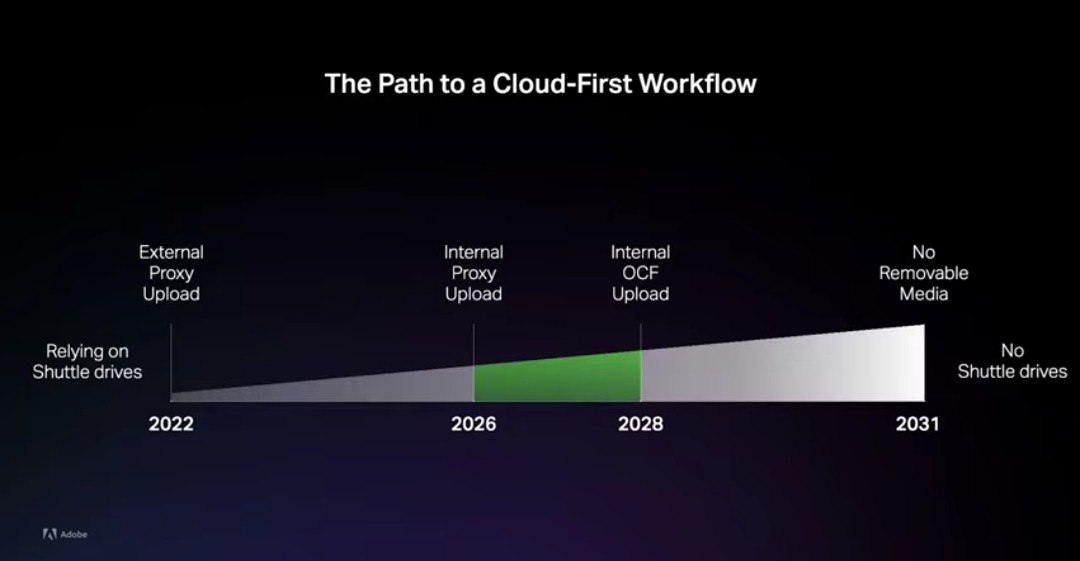 The Path to a Cloud-First Workflow
External
Proxy
Upload
Internal
Proxy
Upload
Internal
OCF
Upload
No
Removable
Media
Relying on
Shuttle drives
No
Shuttle drives
2022
2026
2028
2031
Adobe